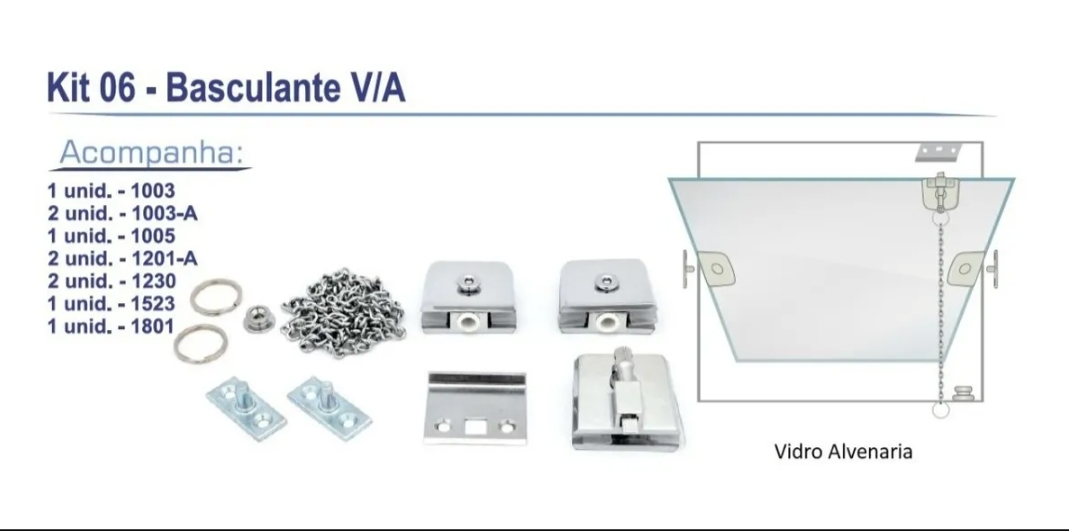 Kit 06 - Basculante V/A
Acompanha:
1 unid. - 1003
2 unid. - 1003-A
1 unid. - 1005
2 unid. - 1201-A
2 unid. - 1230
1 unid. - 1523
1 unid. - 1801
Vidro Alvenaria